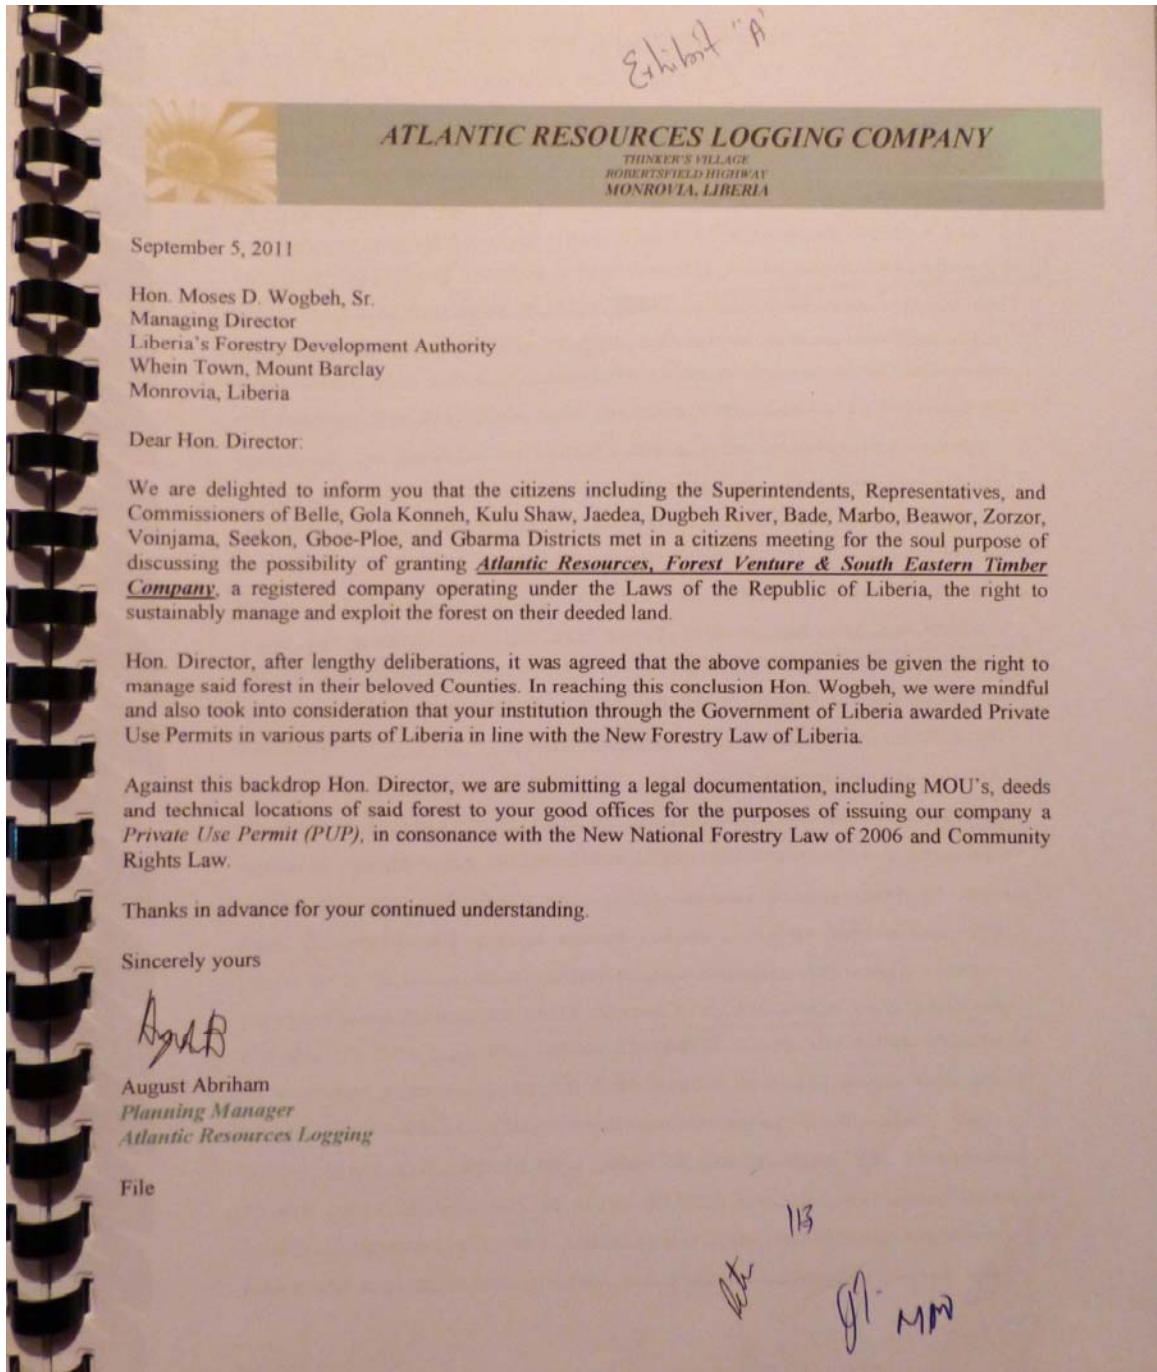 Exhibit "A"
ATLANTIC RESOURCES LOGGING COMPANY
THINKER'S VILLAGE
ROBERTSFIELD HIGHWAY
MONROVIA, LIBERIA
September 5, 2011
Hon. Moses D. Wogbeh, Sr.
Managing Director
Liberia's Forestry Development Authority
Whein Town, Mount Barclay
Monrovia, Liberia
Dear Hon. Director:
We are delighted to inform you that the citizens including the Superintendents, Representatives, and
Commissioners of Belle, Gola Konneh, Kulu Shaw, Jaedea, Dugbeh River, Bade, Marbo, Beawor, Zorzor,
Voinjama, Seekon, Gboe-Ploe, and Gbarma Districts met in a citizens meeting for the soul purpose of
discussing the possibility of granting Atlantic Resources, Forest Venture & South Eastern Timber
Company, a registered company operating under the Laws of the Republic of Liberia, the right to
sustainably manage and exploit the forest on their deeded land.
Hon. Director, after lengthy deliberations, it was agreed that the above companies be given the right to
manage said forest in their beloved Counties. In reaching this conclusion Hon. Wogbeh, we were mindful
and also took into consideration that your institution through the Government of Liberia awarded Private
Use Permits in various parts of Liberia in line with the New Forestry Law of Liberia.
Against this backdrop Hon. Director, we are submitting a legal documentation, including MOU's, deeds
and technical locations of said forest to your good offices for the purposes of issuing our company a
Private Use Permit (PUP), in consonance with the New National Forestry Law of 2006 and Community
Rights Law.
Thanks in advance for your continued understanding.
Sincerely yours
August Abriham
Planning Manager
Atlantic Resources Logging
File
113